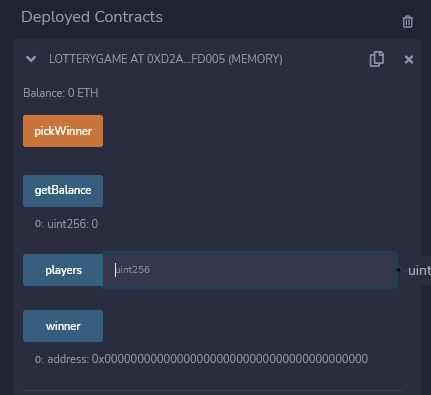 Deployed Contracts
LOTTERYGAME AT 0XD2A...FD005 (MEMORY)
Balance: 0 ETH
pickWinner
getBalance
0: uint256: 0
players uint256 uint
winner
0: address: 0x0000000000000000000000000000000000000000